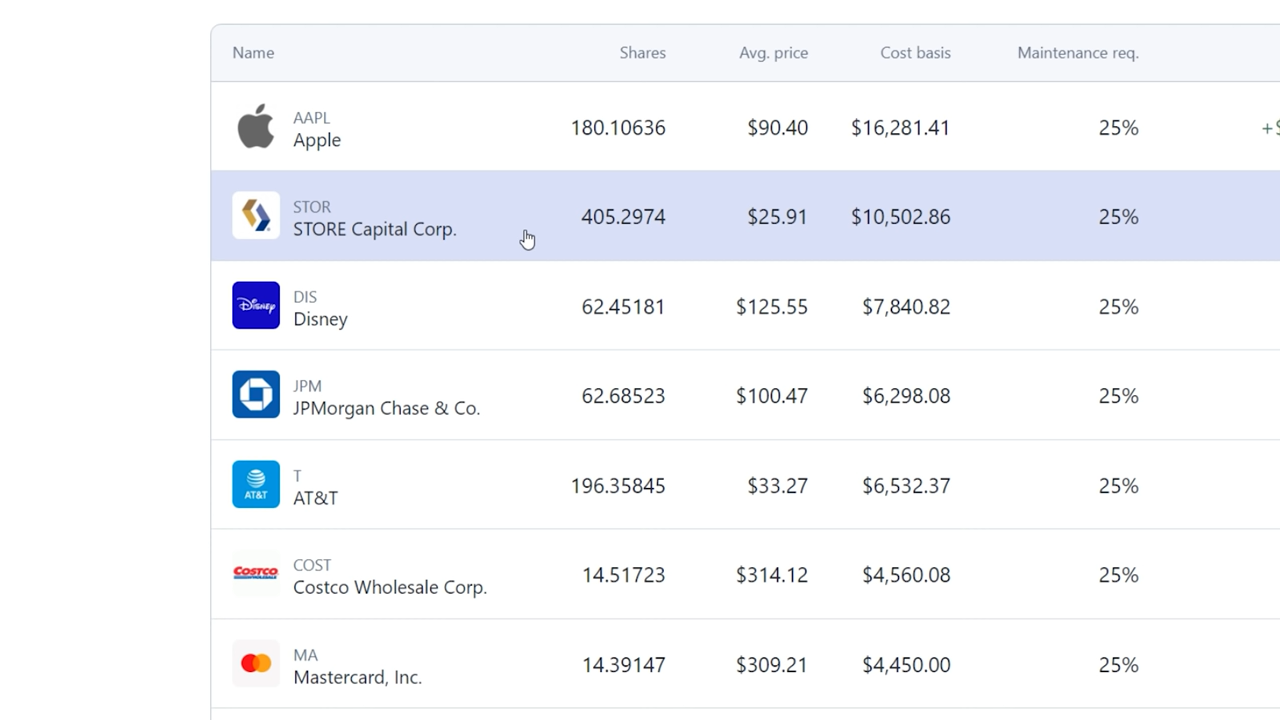 Name Shares Avg. price Cost basis Maintenance req.
AAPL
Apple 180.10636 $90.40 $16,281.41 25% +$
STOR
STORE Capital Corp. 405.2974 $25.91 $10,502.86 25%
Disney
DIS
Disney 62.45181 $125.55 $7,840.82 25%
JPM
JPMorgan Chase & Co. 62.68523 $100.47 $6,298.08 25%
AT&T
T
AT&T 196.35845 $33.27 $6,532.37 25%
COSTCO
WHOLESALE
COST
Costco Wholesale Corp. 14.51723 $314.12 $4,560.08 25%
MA
Mastercard, Inc. 14.39147 $309.21 $4,450.00 25%